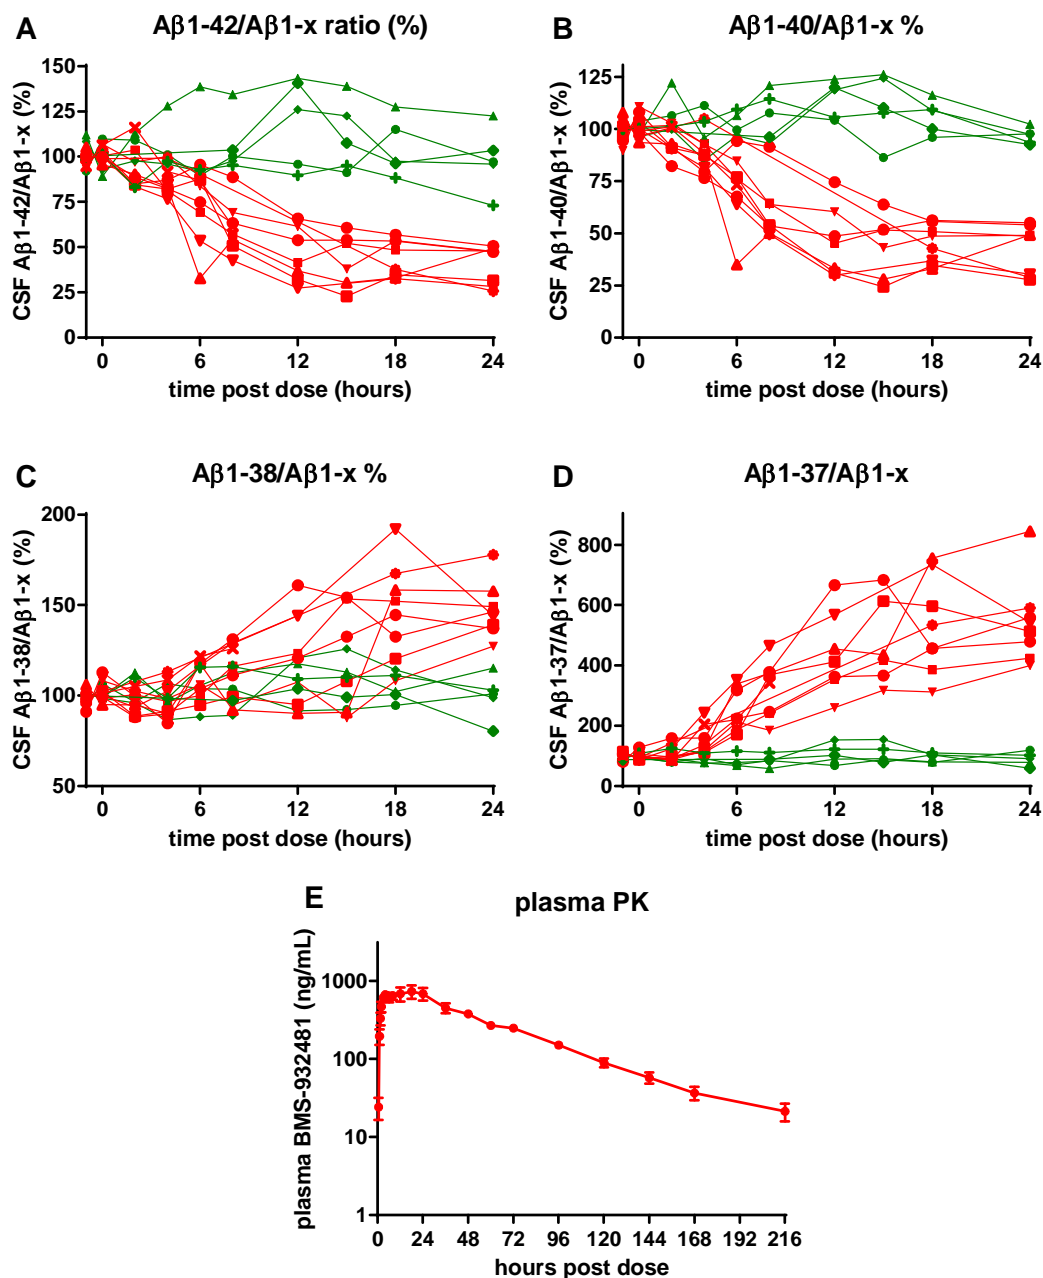 A
Aβ1-42/Aβ1-x ratio (%)
CSF Aβ1-42/Aβ1-x (%)
150
125
100
75
50
25
0
0 6 12 18 24
time post dose (hours)
B
Aβ1-40/Aβ1-x %
CSF Aβ1-40/Aβ1-x (%)
125
100
75
50
25
0
0 6 12 18 24
time post dose (hours)
C
Aβ1-38/Aβ1-x %
CSF Aβ1-38/Aβ1-x (%)
200
150
100
50
0 6 12 18 24
time post dose (hours)
D
Aβ1-37/Aβ1-x
CSF Aβ1-37/Aβ1-x (%)
800
600
400
200
0
0 6 12 18 24
time post dose (hours)
E
plasma PK
plasma BMS-932481 (ng/mL)
1000
100
10
1
0 24 48 72 96 120 144 168 192 216
hours post dose